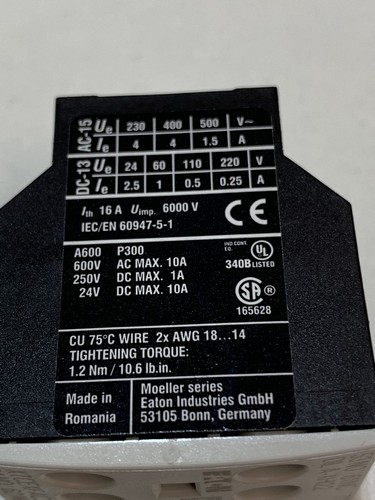 AC-15 Ue 230 400 500 V~
Ie 4 4 1.5 A
DC-13 Ue 24 60 110 220 V
Ie 2.5 1 0.5 0.25 A
Ith 16 A Uimp. 6000 V
IEC/EN 60947-5-1
CE
A600 P300
600V AC MAX. 10A
250V DC MAX. 1A
24V DC MAX. 10A
IND.CONT.
EQ.
UL
340B LISTED
SA
165628
CU 75°C WIRE 2x AWG 18...14
TIGHTENING TORQUE:
1.2 Nm / 10.6 lb.in.
Made in
Romania
Moeller series
Eaton Industries GmbH
53105 Bonn, Germany